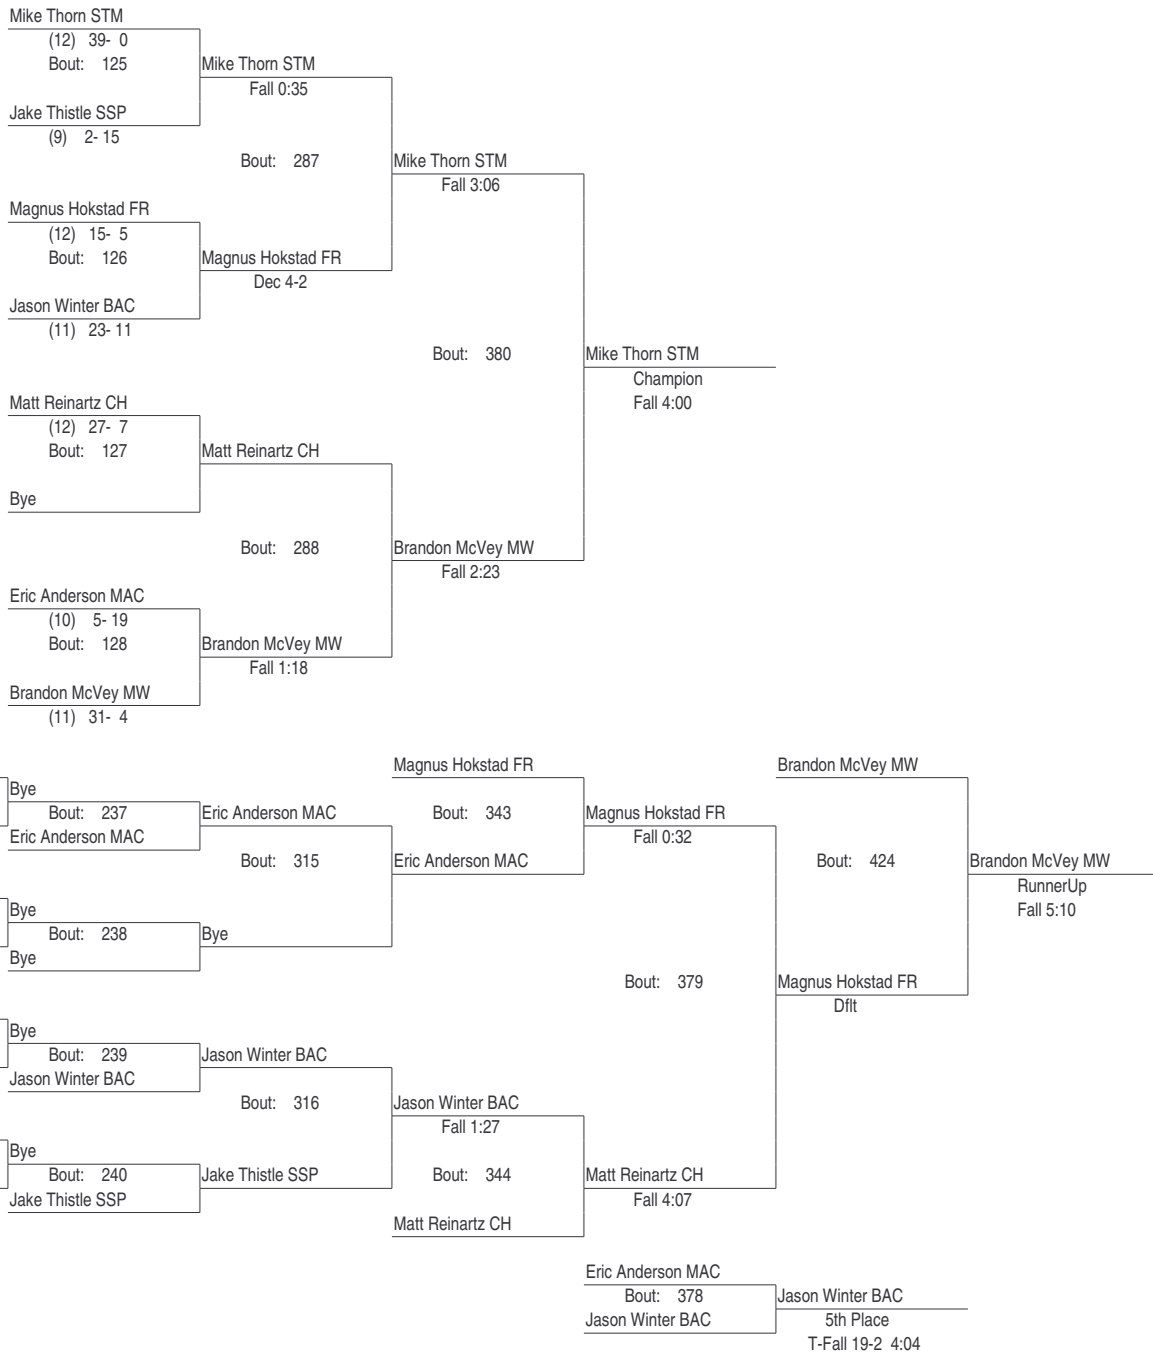 Mike Thorn STM
(12) 39- 0
Bout: 125
Mike Thorn STM
Fall 0:35
Jake Thistle SSP
(9) 2- 15
Bout: 287
Mike Thorn STM
Fall 3:06
Magnus Hokstad FR
(12) 15- 5
Bout: 126
Magnus Hokstad FR
Dec 4-2
Jason Winter BAC
(11) 23- 11
Bout: 380
Mike Thorn STM
Champion
Fall 4:00
Matt Reinartz CH
(12) 27- 7
Bout: 127
Matt Reinartz CH
Bye
Bout: 288
Brandon McVey MW
Fall 2:23
Eric Anderson MAC
(10) 5- 19
Bout: 128
Brandon McVey MW
Fall 1:18
Brandon McVey MW
(11) 31- 4
Magnus Hokstad FR
Brandon McVey MW
Bye
Bout: 237
Eric Anderson MAC
Bout: 343
Magnus Hokstad FR
Fall 0:32
Eric Anderson MAC
Bout: 315
Eric Anderson MAC
Bout: 424
Brandon McVey MW
RunnerUp
Fall 5:10
Bye
Bout: 238
Bye
Bye
Bout: 379
Magnus Hokstad FR
Dflt
Bye
Bout: 239
Jason Winter BAC
Jason Winter BAC
Bout: 316
Jason Winter BAC
Fall 1:27
Bye
Bout: 240
Jake Thistle SSP
Bout: 344
Matt Reinartz CH
Fall 4:07
Jake Thistle SSP
Matt Reinartz CH
Eric Anderson MAC
Bout: 378
Jason Winter BAC
Jason Winter BAC
5th Place
T-Fall 19-2 4:04